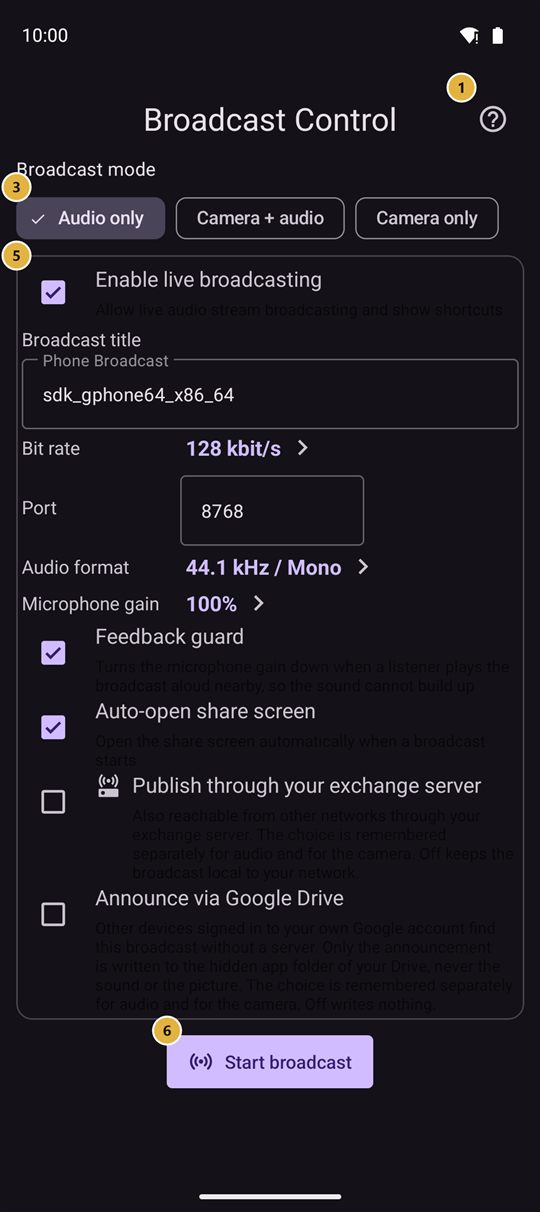 10:00
1
Broadcast Control
Broadcast mode
3
Audio only
Camera + audio
Camera only
5
Enable live broadcasting
Allow live audio stream broadcasting and show shortcuts
Broadcast title
Phone Broadcast
sdk_gphone64_x86_64
Bit rate
128 kbit/s
Port
8768
Audio format
44.1 kHz / Mono
Microphone gain
100%
Feedback guard
Turns the microphone gain down when a listener plays the
broadcast aloud nearby, so the sound cannot build up
Auto-open share screen
Open the share screen automatically when a broadcast
starts
Publish through your exchange server
Also reachable from other networks through your
exchange server. The choice is remembered
separately for audio and for the camera. Off keeps the
broadcast local to your network.
Announce via Google Drive
Other devices signed in to your own Google account find
this broadcast without a server. Only the announcement
is written to the hidden app folder of your Drive, never the
sound or the picture. The choice is remembered separately
for audio and for the camera. Off writes nothing.
6
Start broadcast